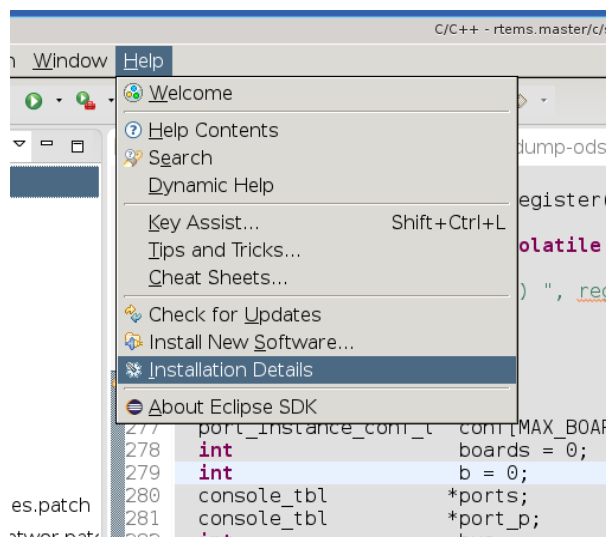 C/C++ - rtems.master/c/s
Window Help
Welcome
Help Contents
Search
Dynamic Help
Key Assist... Shift+Ctrl+L
Tips and Tricks...
Cheat Sheets...
Check for Updates
Install New Software...
Installation Details
About Eclipse SDK
dump-ods
egister(
olatile
) ", reg
277 port_instance_conf_t conf[MAX_BOAR
278 int boards = 0;
279 int b = 0;
280 console_tbl *ports;
281 console_tbl *port_p;
es.patch